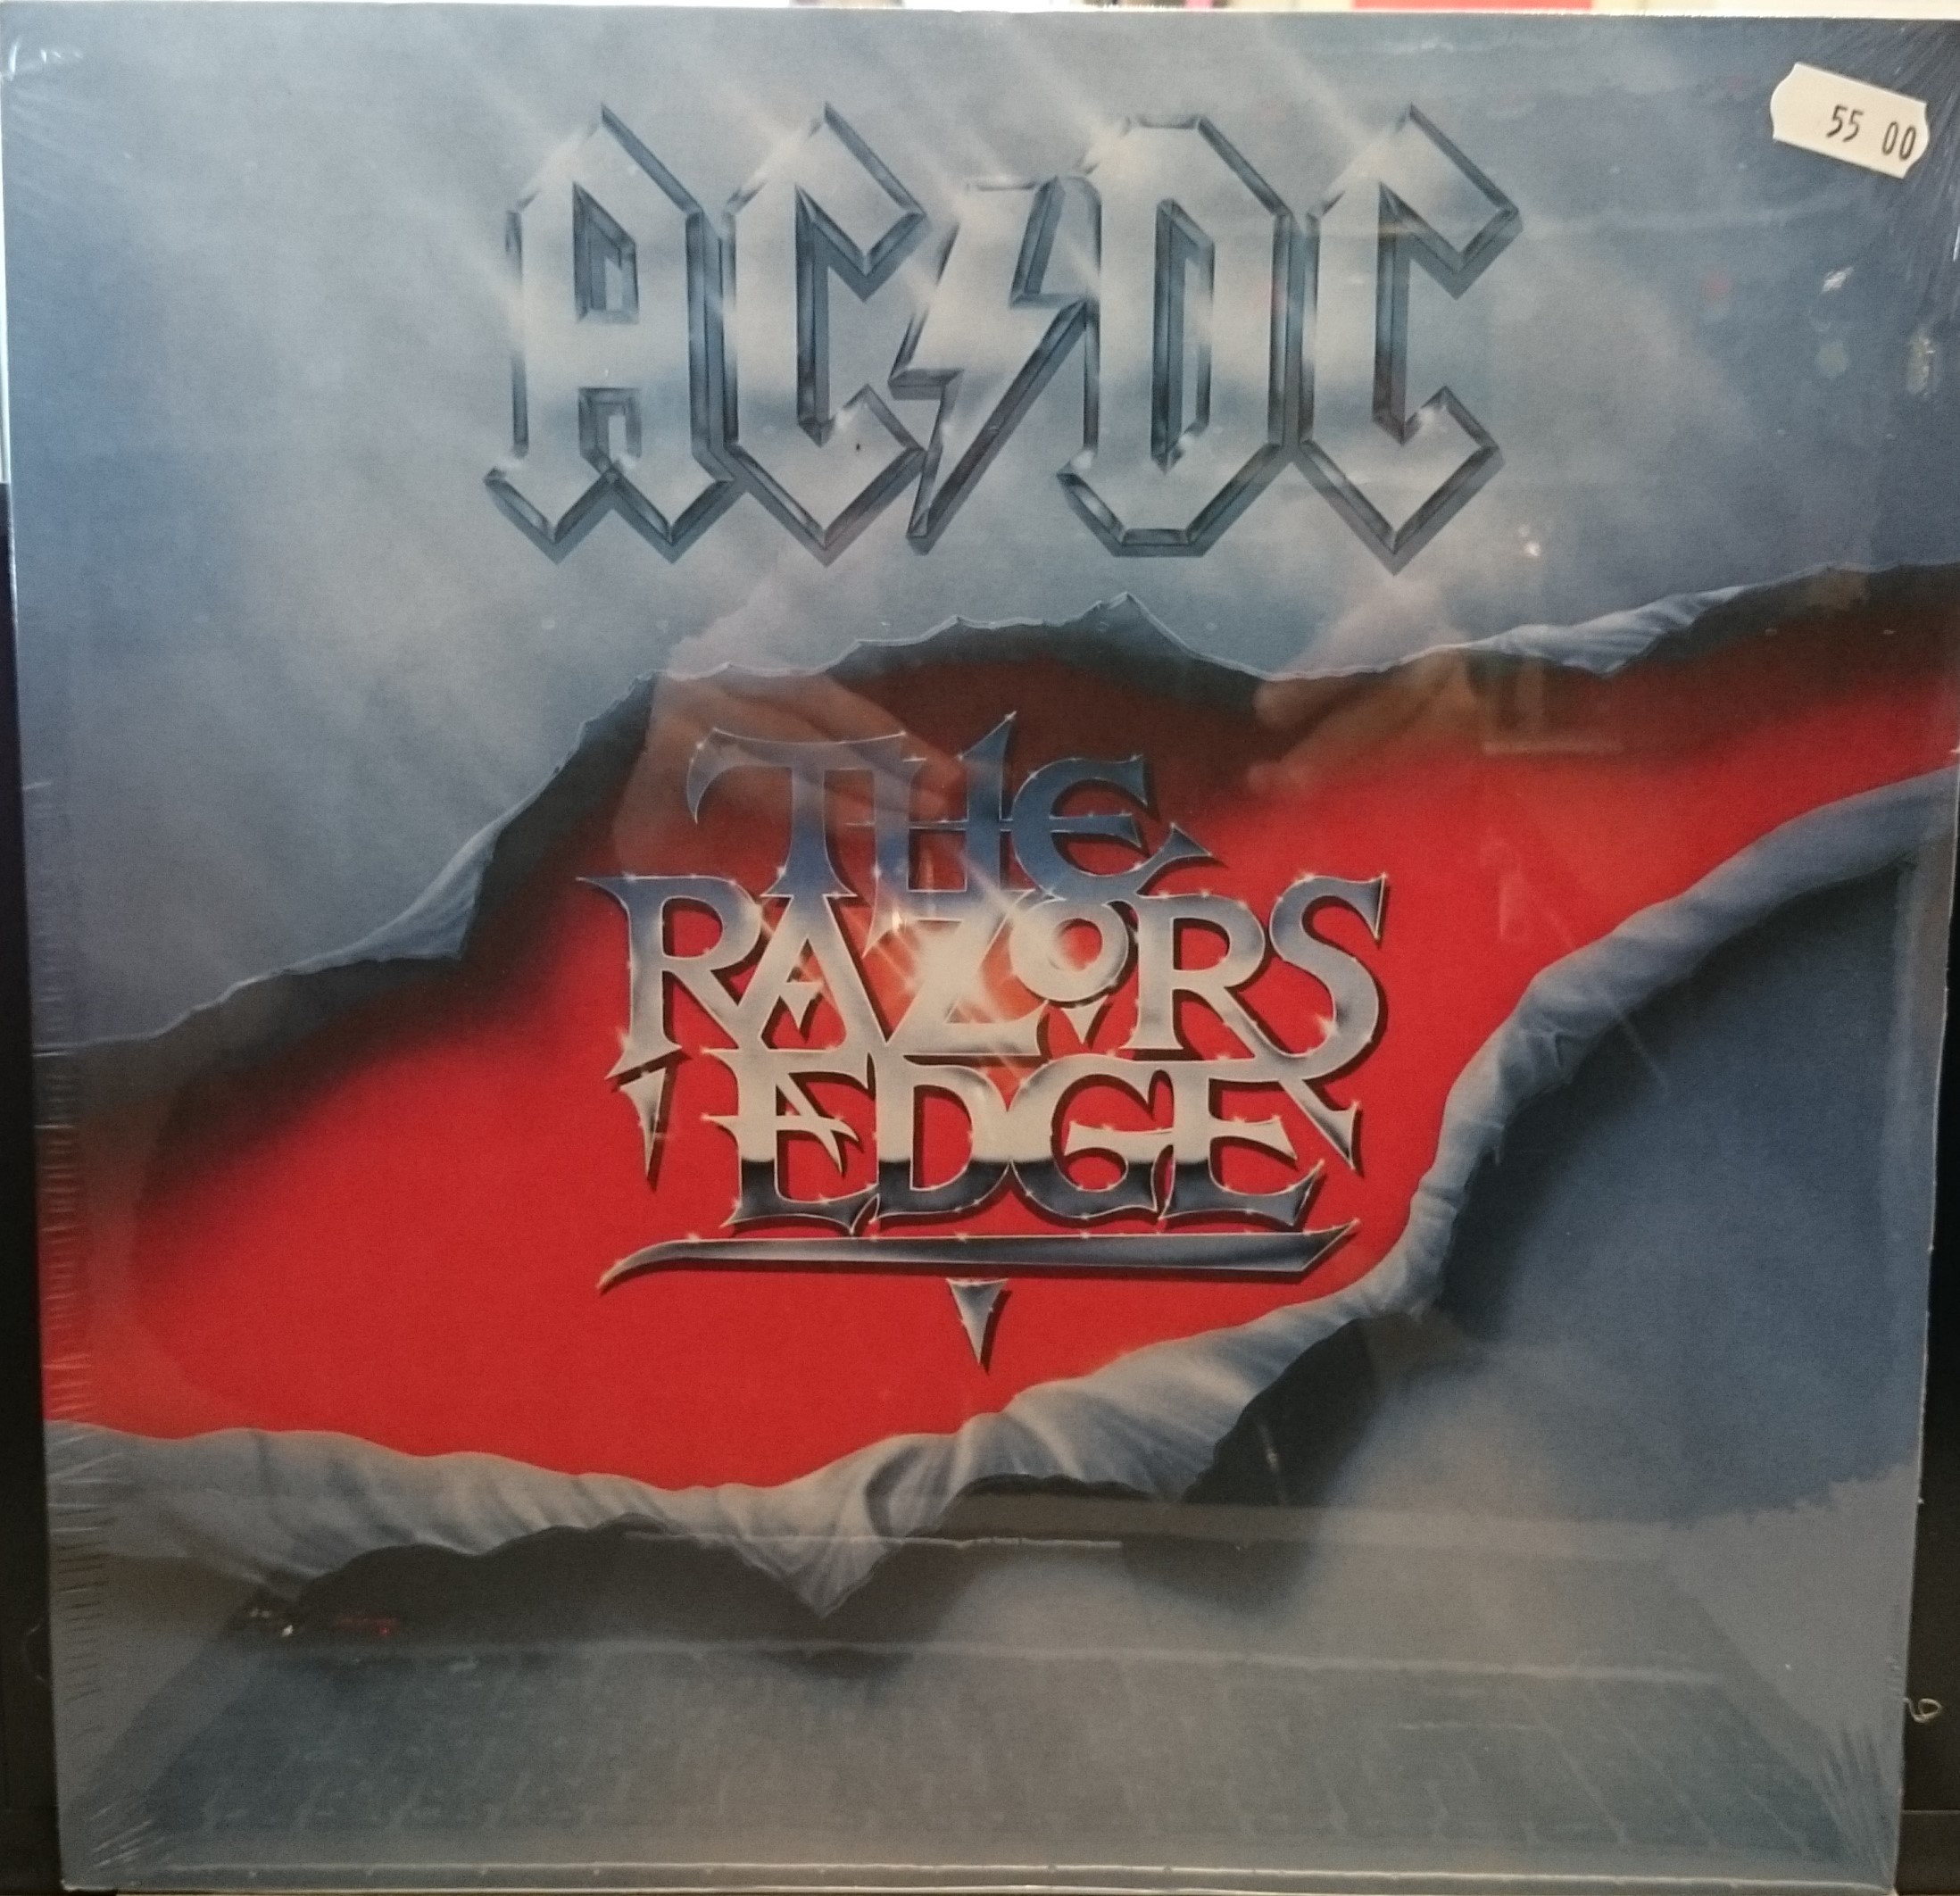 55 00
AC⚡DC
THE
RAZORS
EDGE